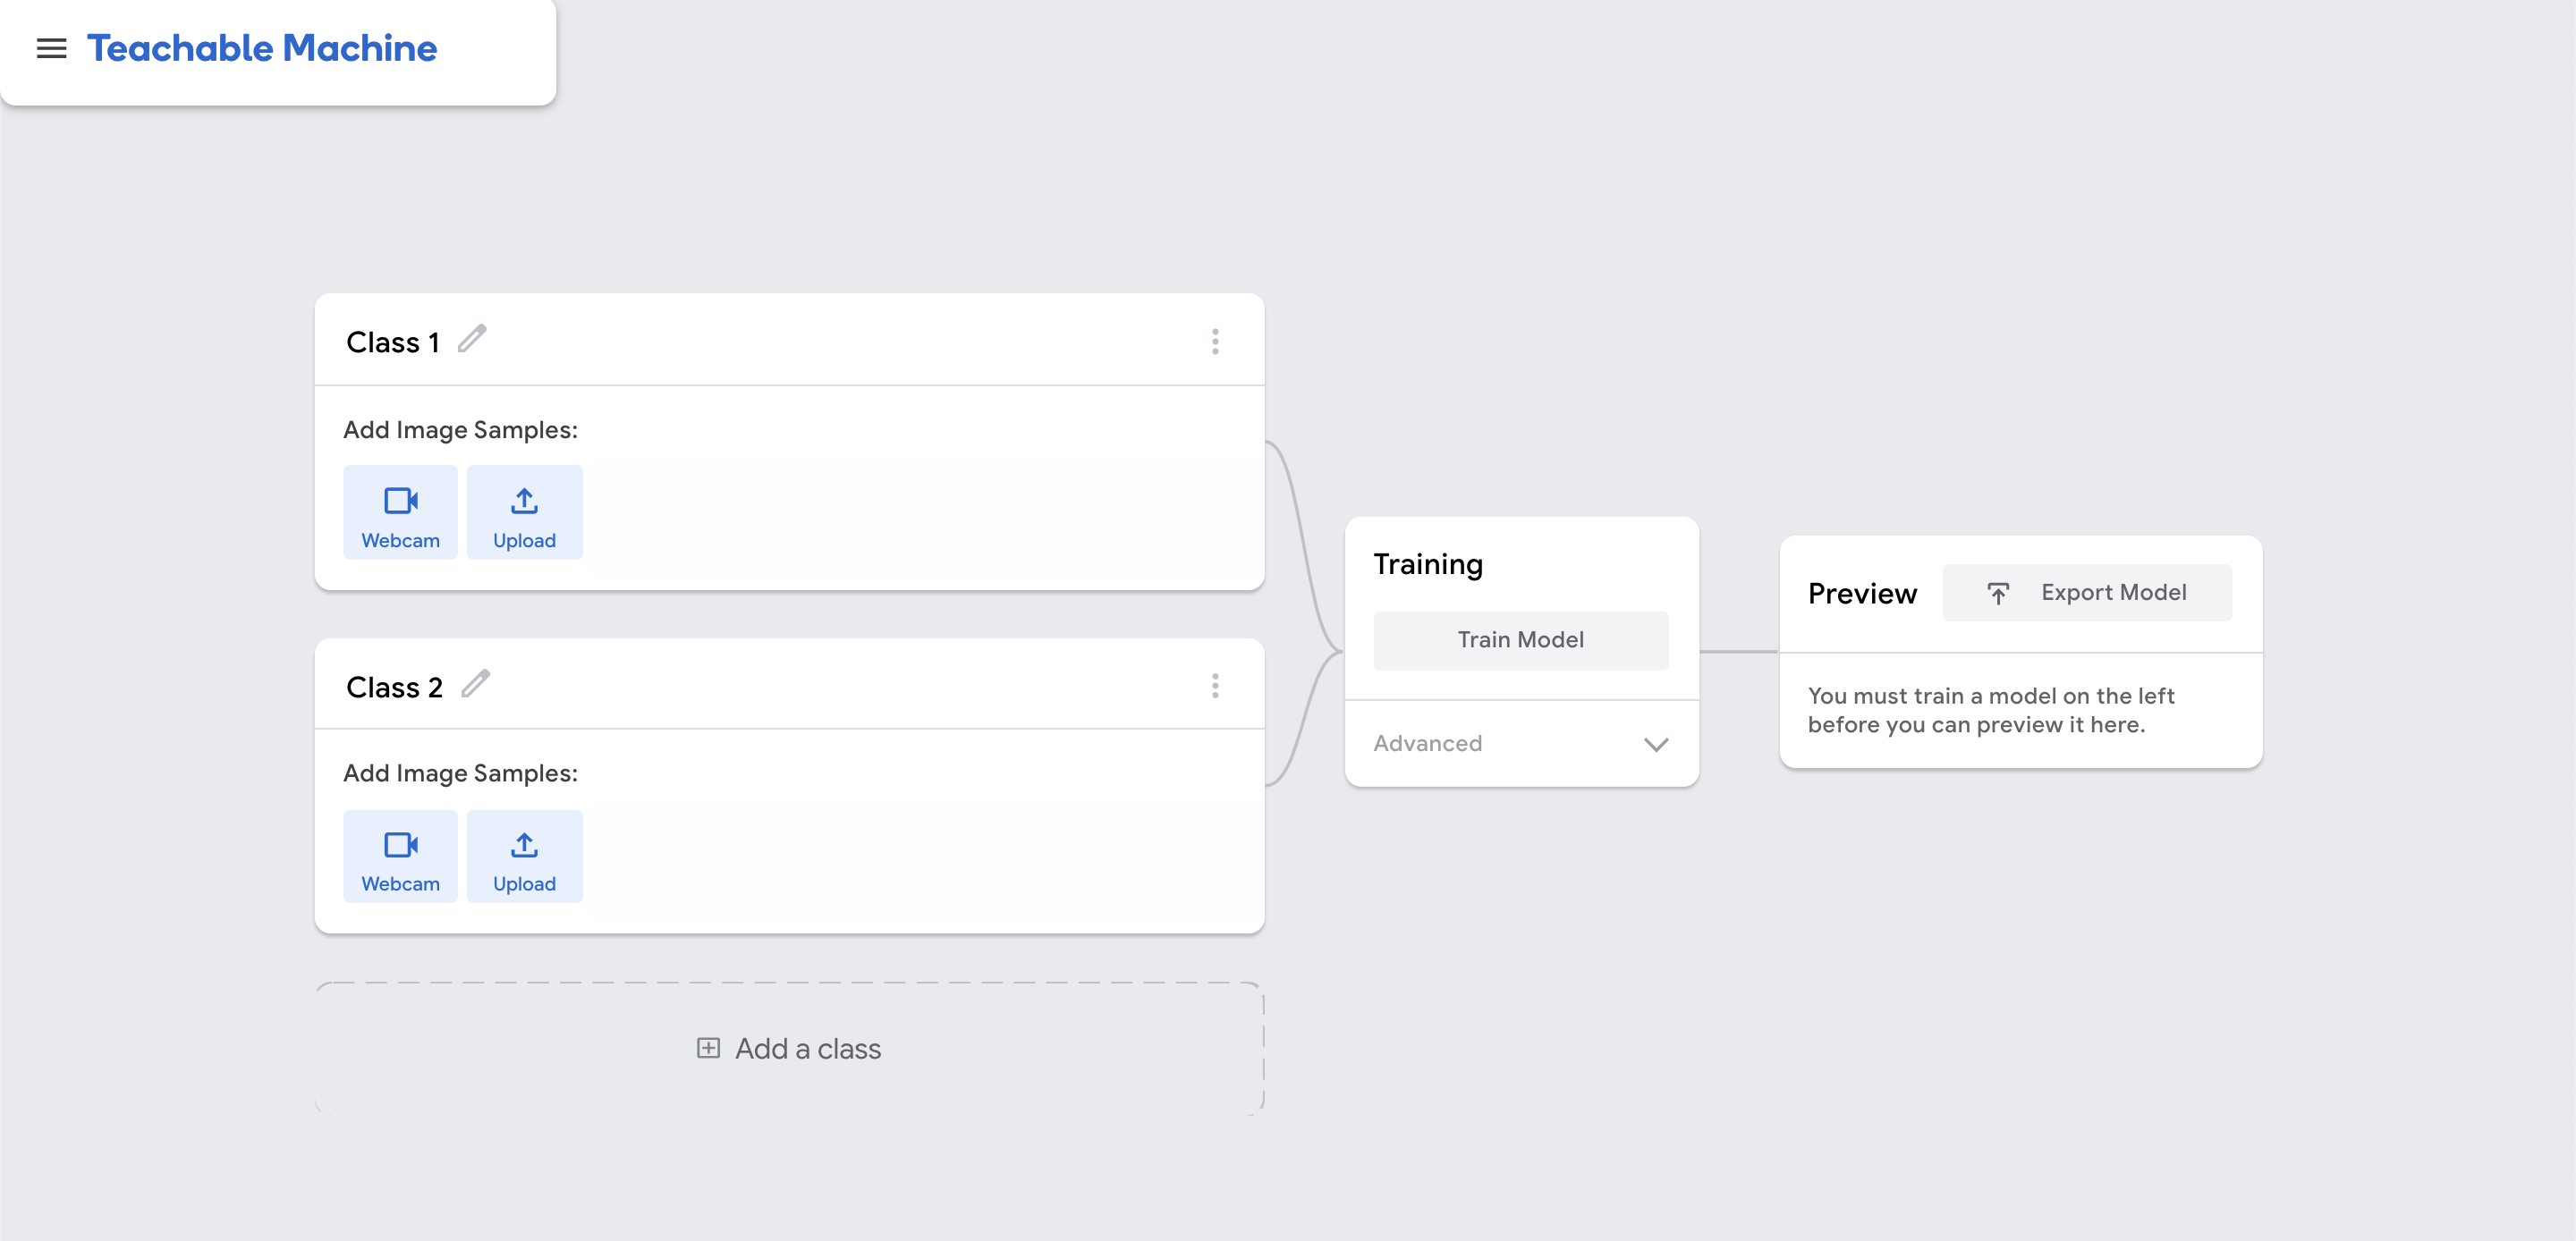 Teachable Machine
Class 1
Add Image Samples:
Webcam
Upload
Class 2
Add Image Samples:
Webcam
Upload
Add a class
Training
Train Model
Advanced
Preview
Export Model
You must train a model on the left
before you can preview it here.